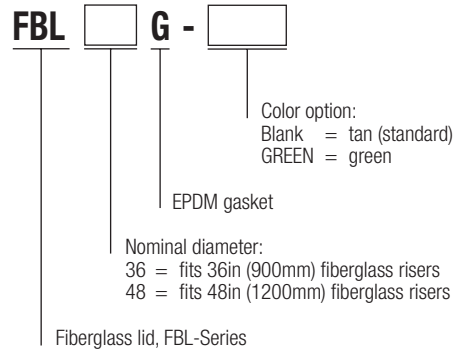 FBL G -
Color option:
Blank = tan (standard)
GREEN = green
EPDM gasket
Nominal diameter:
36 = fits 36in (900mm) fiberglass risers
48 = fits 48in (1200mm) fiberglass risers
Fiberglass lid, FBL-Series